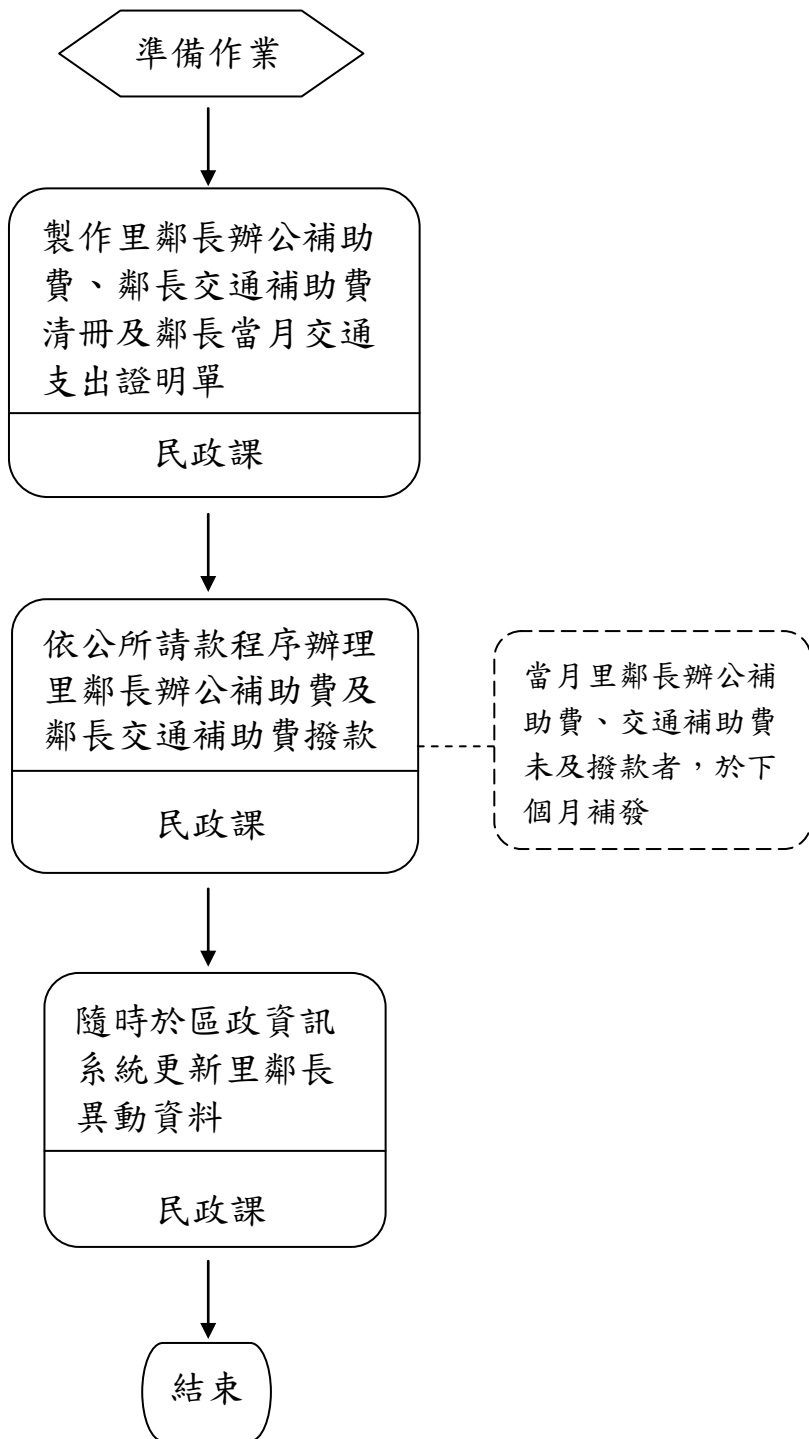 準備作業
製作里鄰長辦公補助
費、鄰長交通補助費
清冊及鄰長當月交通
支出證明單
民政課
依公所請款程序辦理
里鄰長辦公補助費及
鄰長交通補助費撥款
民政課
當月里鄰長辦公補
助費、交通補助費
未及撥款者，於下
個月補發
隨時於區政資訊
系統更新里鄰長
異動資料
民政課
結束